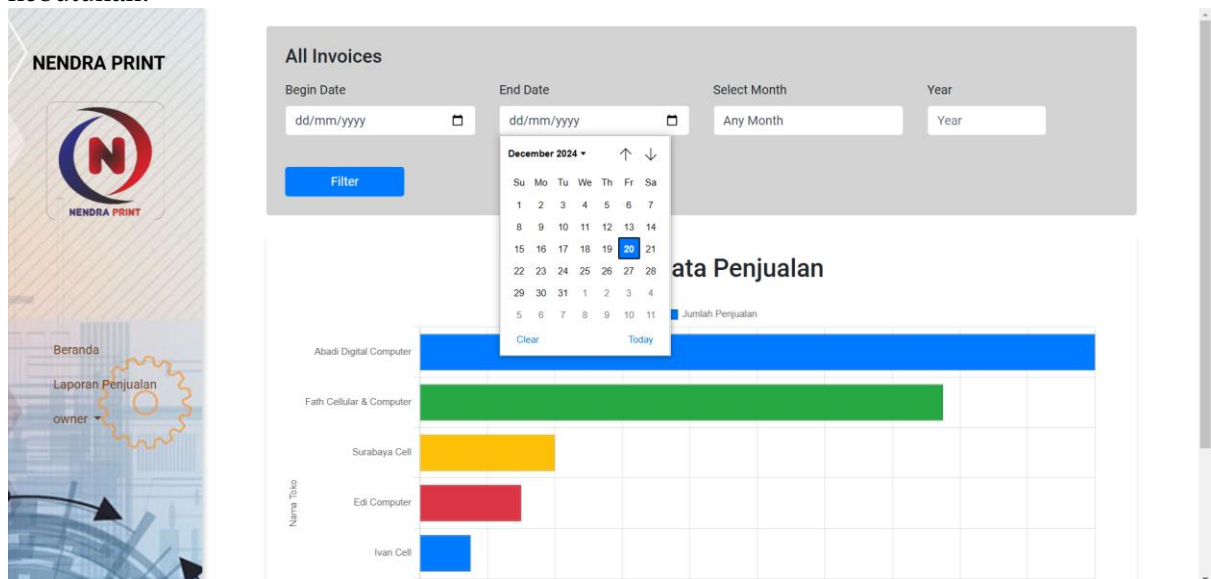 NENDRA PRINT
N
NENDRA PRINT
Beranda
Laporan Penjualan
owner
All Invoices
Begin Date End Date Select Month Year
dd/mm/yyyy dd/mm/yyyy Any Month Year
Filter
December 2024
Su Mo Tu We Th Fr Sa
1 2 3 4 5 6 7
8 9 10 11 12 13 14
15 16 17 18 19 20 21
22 23 24 25 26 27 28
29 30 31 1 2 3 4
5 6 7 8 9 10 11
Clear Today
ata Penjualan
Jumlah Penjualan
Nama Toko
Abadi Digital Computer
Fath Cellular & Computer
Surabaya Cell
Edi Computer
Ivan Cell